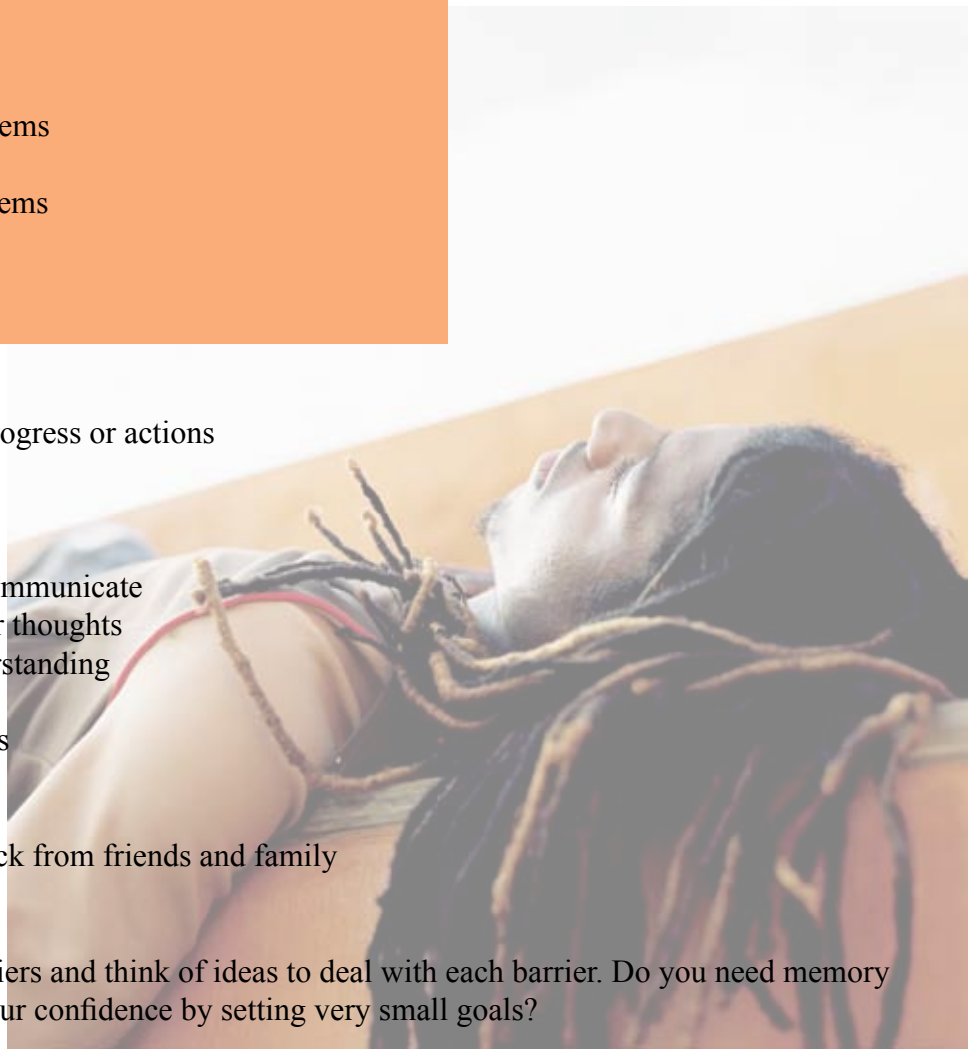 ems
ems
ogress or actions
mmunicate
r thoughts
rstanding
s
ck from friends and family
iers and think of ideas to deal with each barrier. Do you need memory
ur confidence by setting very small goals?